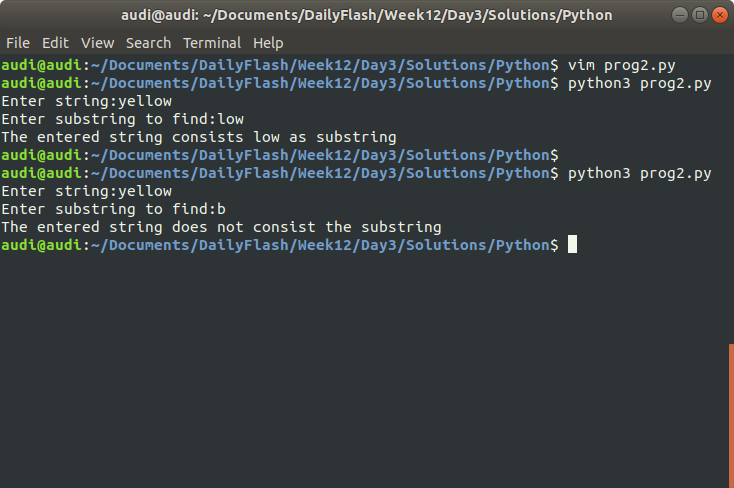 audi@audi: ~/Documents/DailyFlash/Week12/Day3/Solutions/Python
File Edit View Search Terminal Help
audi@audi:~/Documents/DailyFlash/Week12/Day3/Solutions/Python$ vim prog2.py
audi@audi:~/Documents/DailyFlash/Week12/Day3/Solutions/Python$ python3 prog2.py
Enter string:yellow
Enter substring to find:low
The entered string consists low as substring
audi@audi:~/Documents/DailyFlash/Week12/Day3/Solutions/Python$
audi@audi:~/Documents/DailyFlash/Week12/Day3/Solutions/Python$ python3 prog2.py
Enter string:yellow
Enter substring to find:b
The entered string does not consist the substring
audi@audi:~/Documents/DailyFlash/Week12/Day3/Solutions/Python$